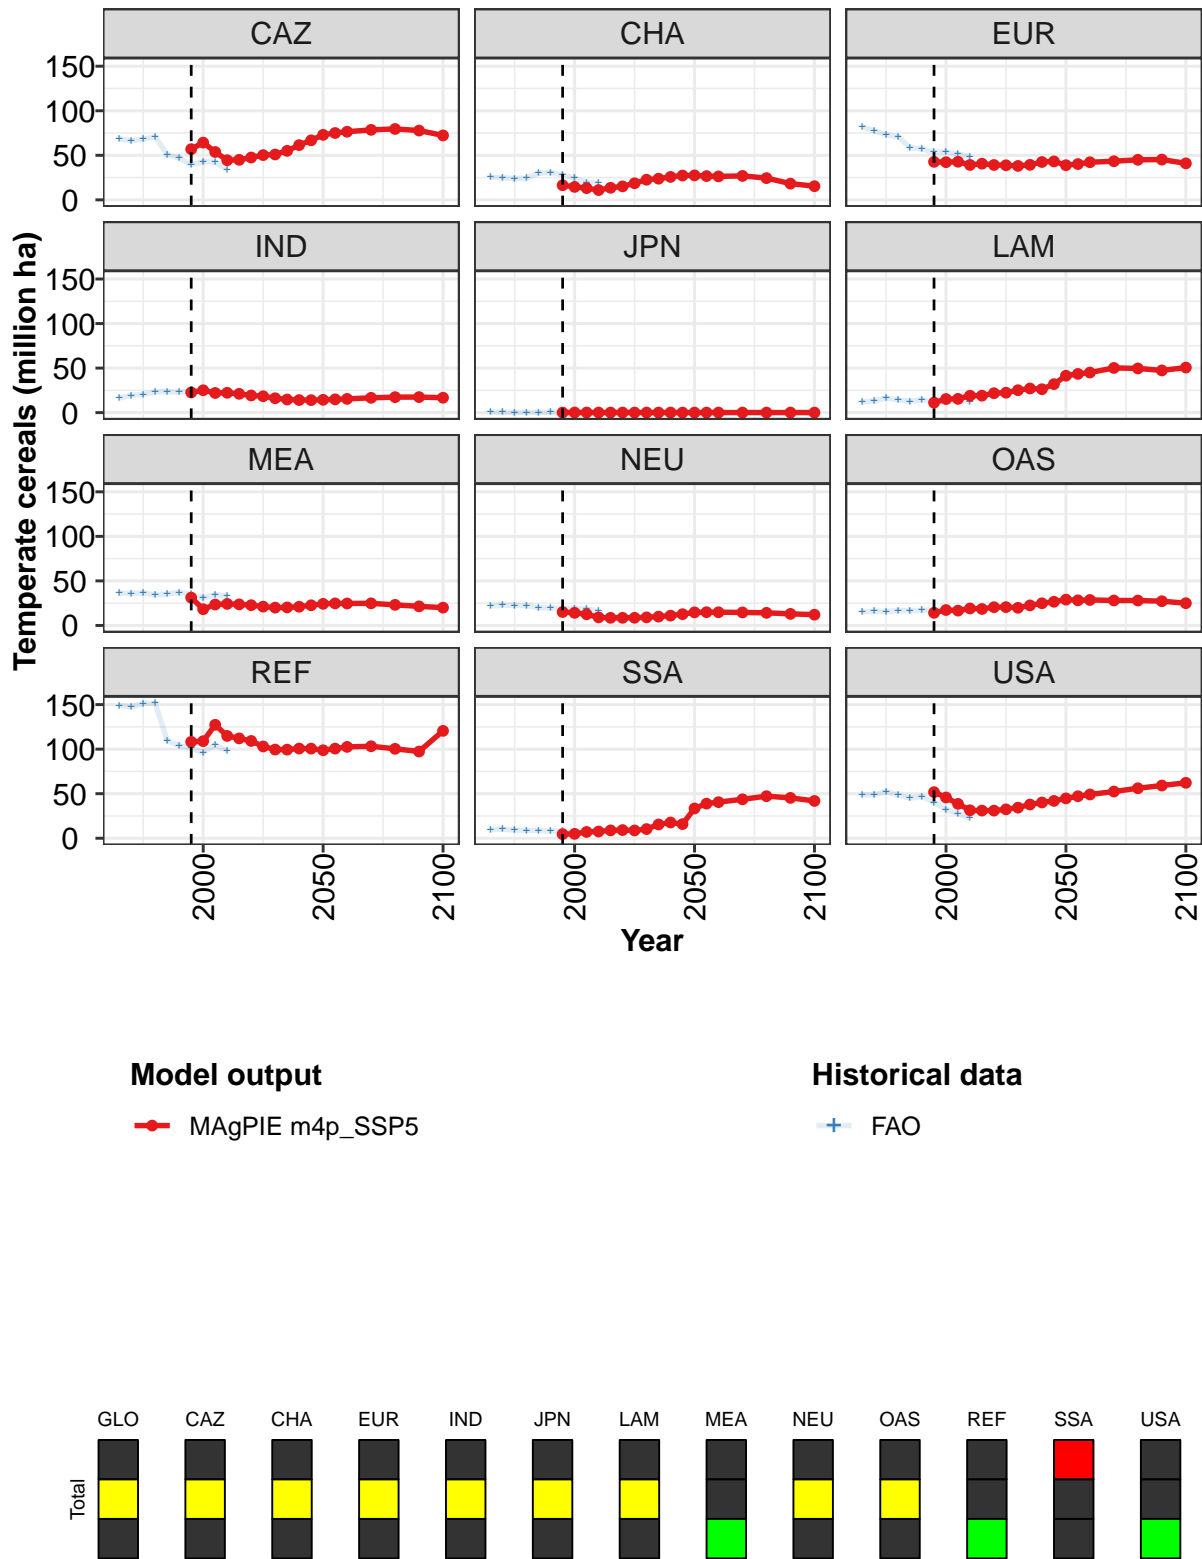 CAZ CHA EUR
150
100
50
0
IND JPN LAM
150
100
50
0
MEA NEU OAS
150
100
50
0
REF SSA USA
150
100
50
0
Temperate cereals (million ha)
2000 2050 2100 2000 2050 2100 2000 2050 2100
Year
Model output Historical data
MAgPIE m4p_SSP5 FAO
GLO CAZ CHA EUR IND JPN LAM MEA NEU OAS REF SSA USA
Total